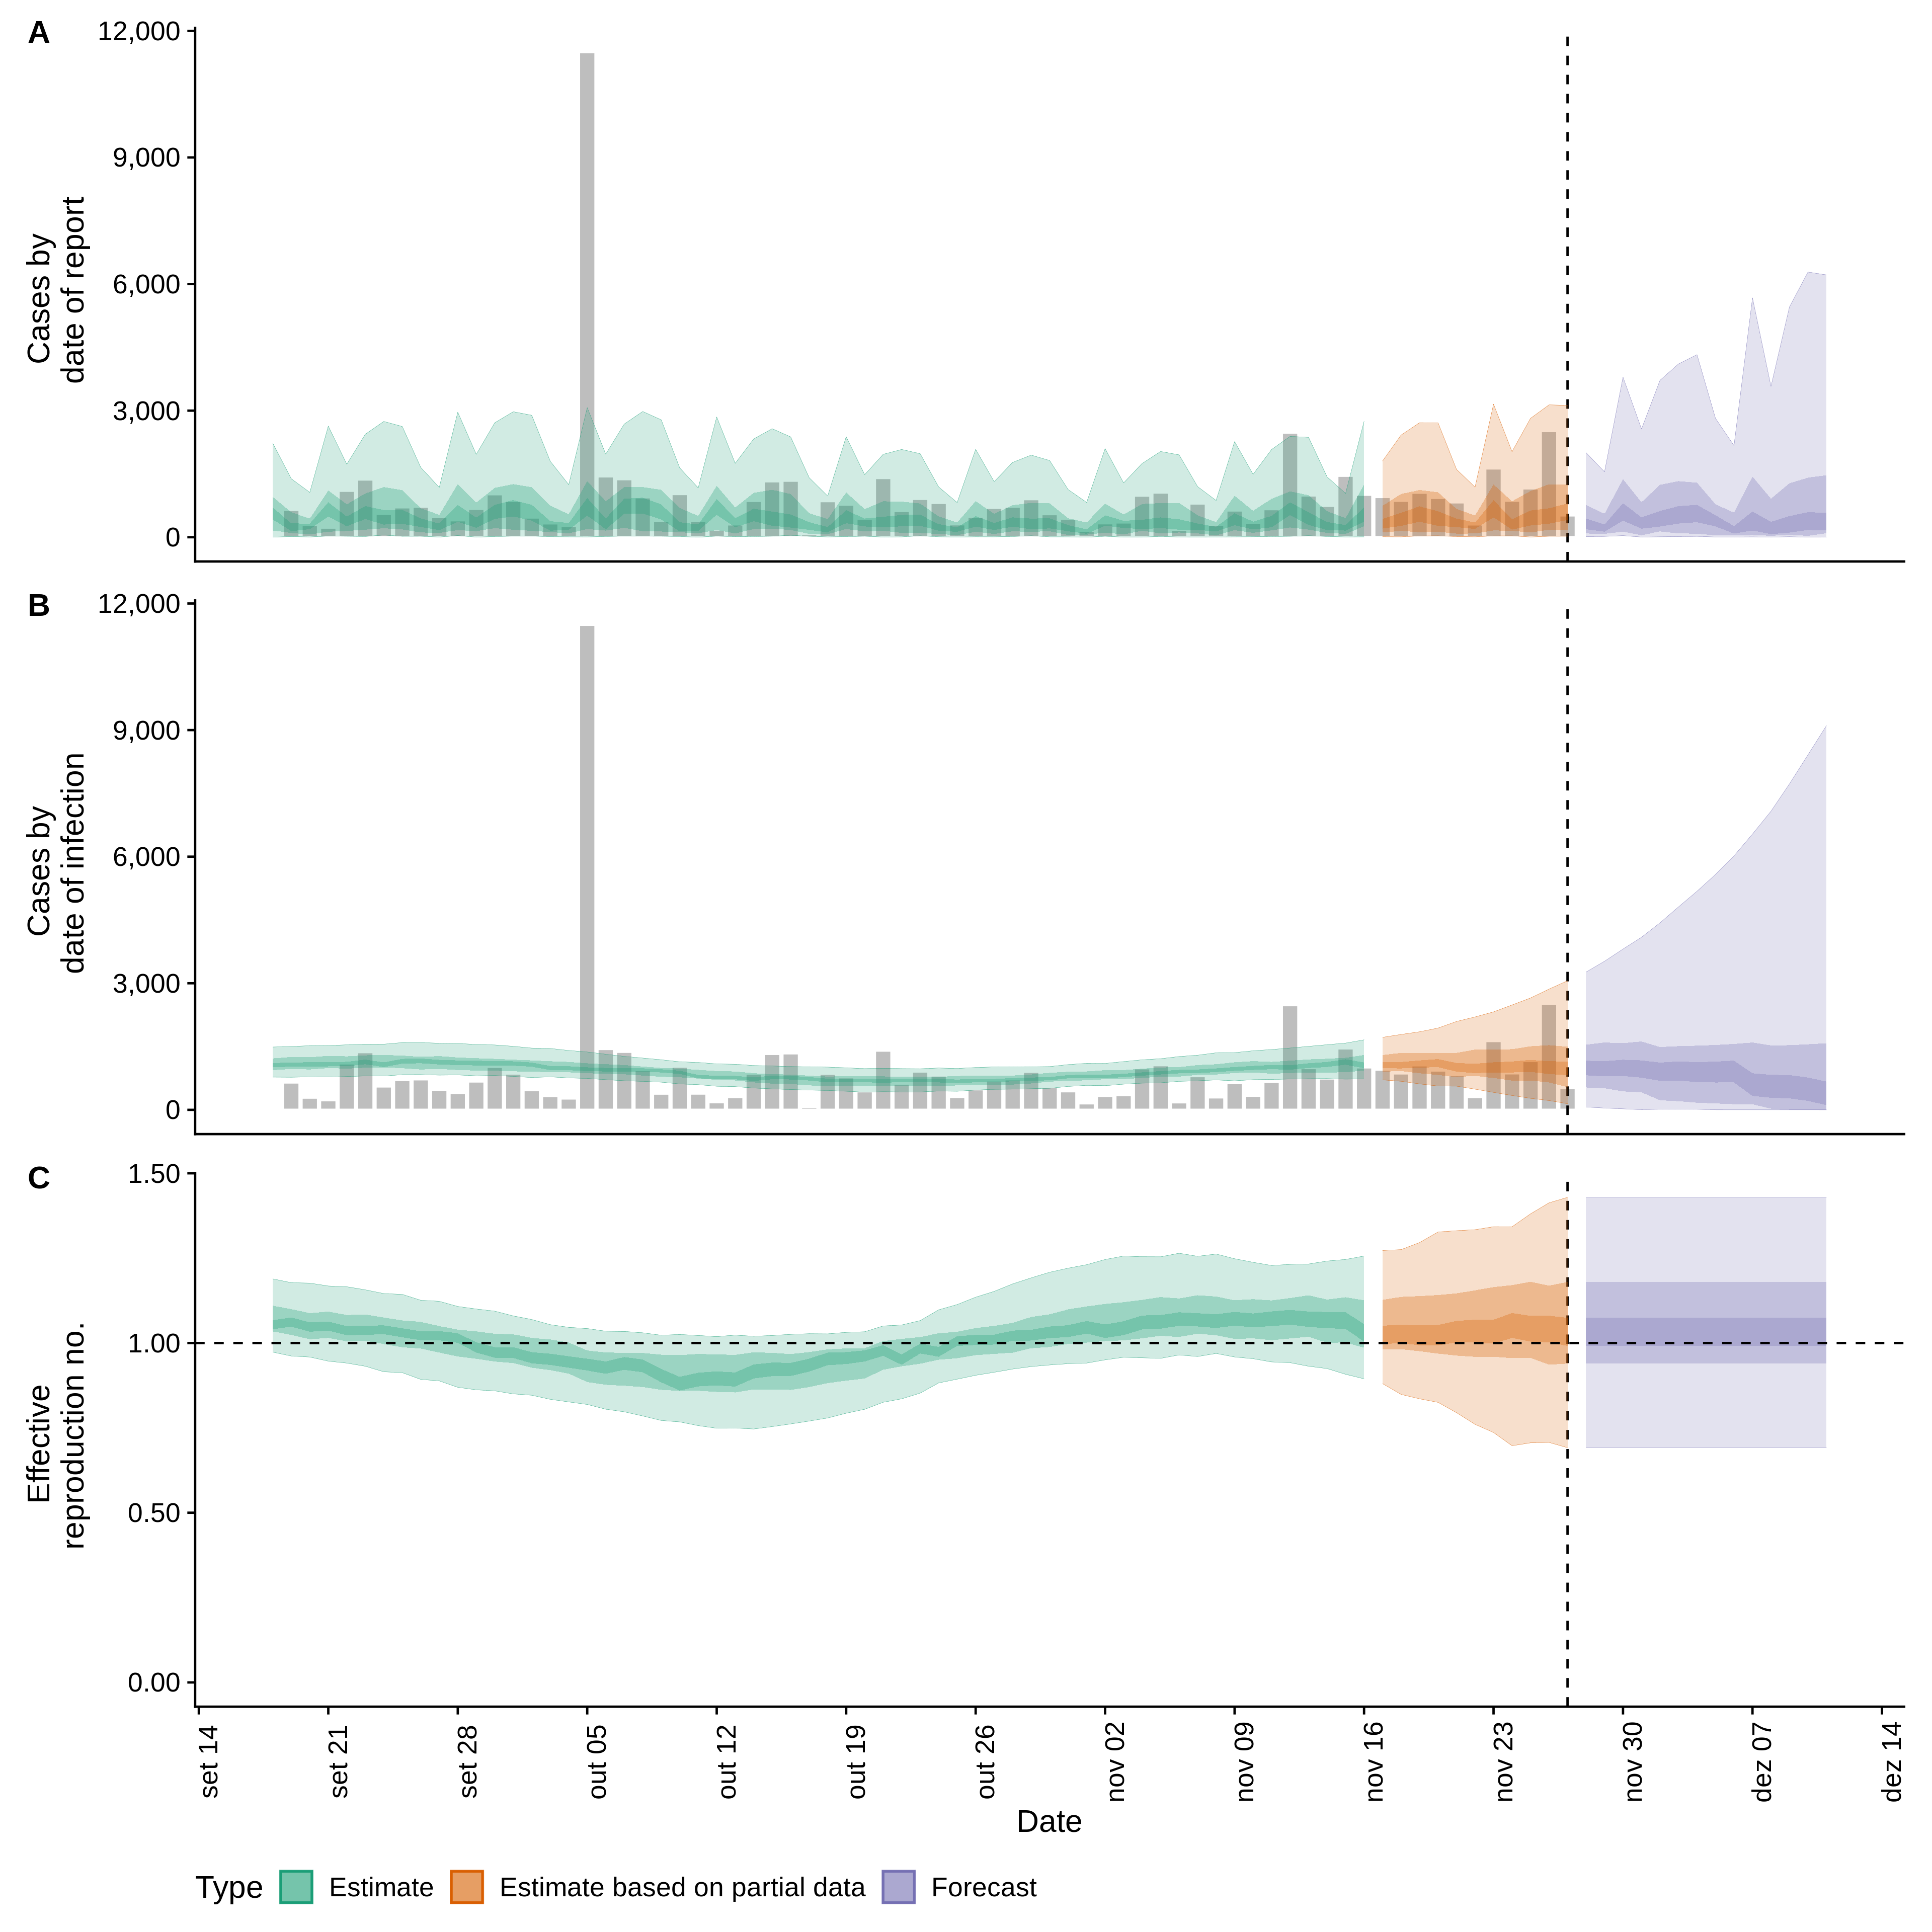 A
12,000
9,000
6,000
3,000
0
Cases by
date of report
B
12,000
9,000
6,000
3,000
0
Cases by
date of infection
C
1.50
1.00
0.50
0.00
Effective
reproduction no.
set 14
set 21
set 28
out 05
out 12
out 19
out 26
nov 02
nov 09
nov 16
nov 23
nov 30
dez 07
dez 14
Date
Type Estimate Estimate based on partial data Forecast